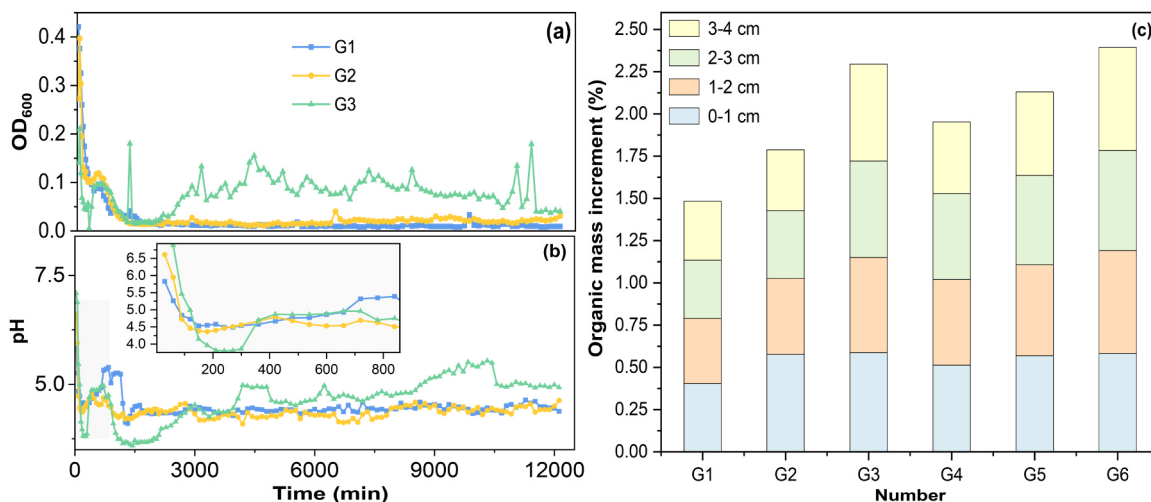 (a)
G1
G2
G3
0.4
0.3
0.2
0.1
0.0
OD600
(b)
7.5
5.0
pH
6.5
6.0
5.5
5.0
4.5
4.0
200 400 600 800
0 3000 6000 9000 12000
Time (min)
(c)
3-4 cm
2-3 cm
1-2 cm
0-1 cm
2.50
2.25
2.00
1.75
1.50
1.25
1.00
0.75
0.50
0.25
0.00
Organic mass increment (%)
G1 G2 G3 G4 G5 G6
Number